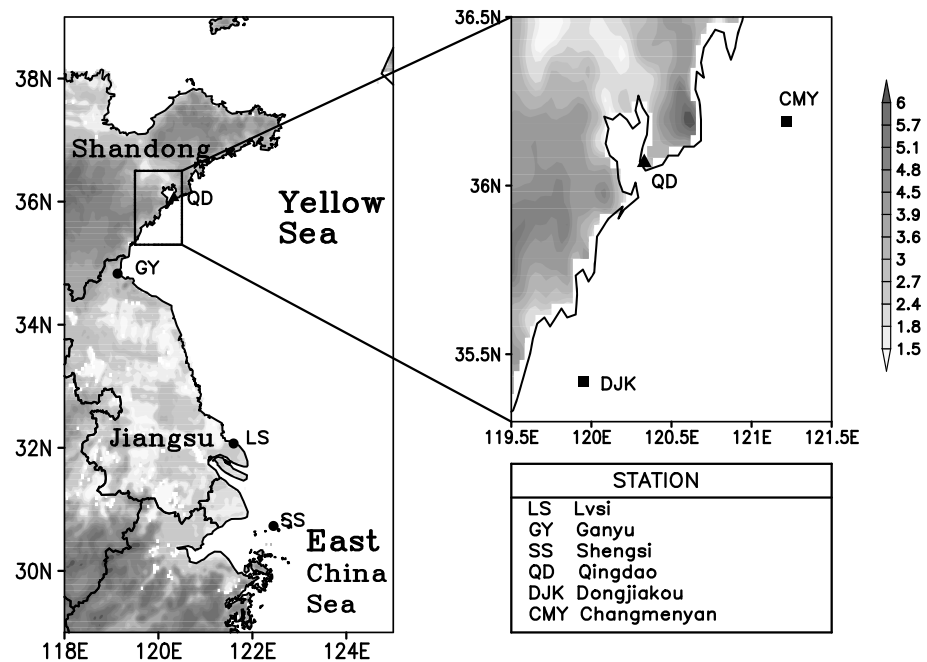 38N
36N
34N
32N
30N
118E
120E
122E
124E
Shandong
QD
Yellow
Sea
GY
Jiangsu
LS
SS
East
China
Sea
36.5N
36N
35.5N
119.5E
120E
120.5E
121E
121.5E
CMY
QD
DJK
6
5.7
5.1
4.8
4.5
3.9
3.6
3
2.7
2.4
1.8
1.5
STATION
LS Lvsi
GY Ganyu
SS Shengsi
QD Qingdao
DJK Dongjiakou
CMY Changmenyan